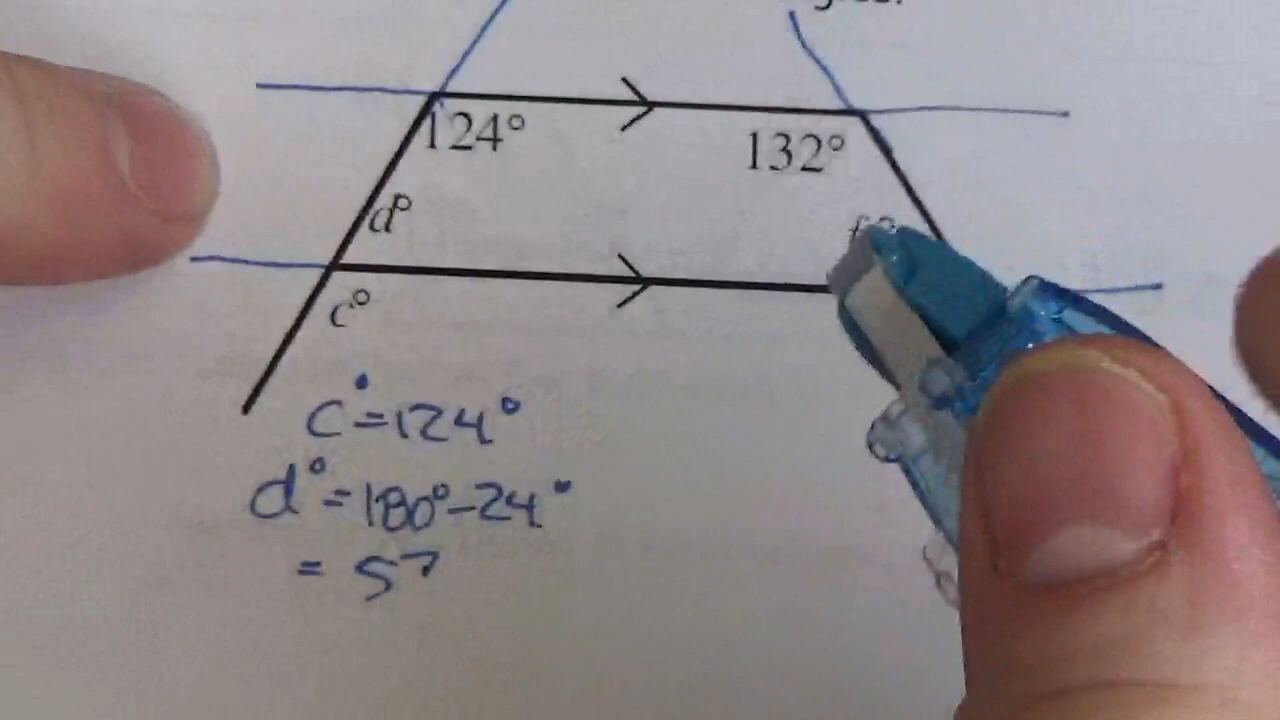 124°
132°
d°
c°
c° = 124°
d° = 180° - 24°
= 57